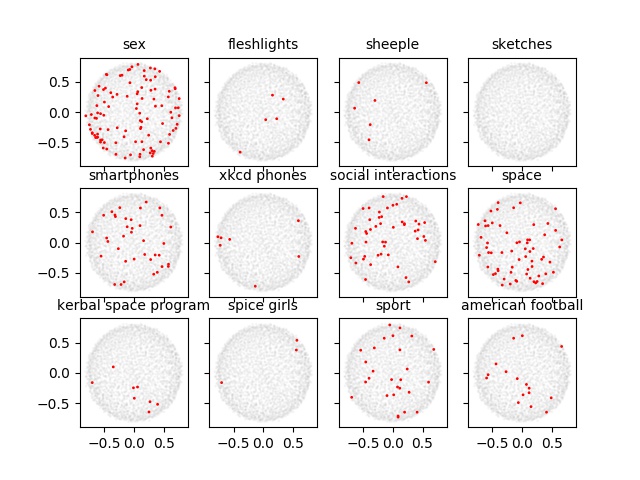 sex fleshlights sheeple sketches
0.5
0.0
−0.5
smartphones xkcd phones social interactions space
0.5
0.0
−0.5
kerbal space program spice girls sport american football
0.5
0.0
−0.5
−0.5 0.0 0.5 −0.5 0.0 0.5 −0.5 0.0 0.5 −0.5 0.0 0.5